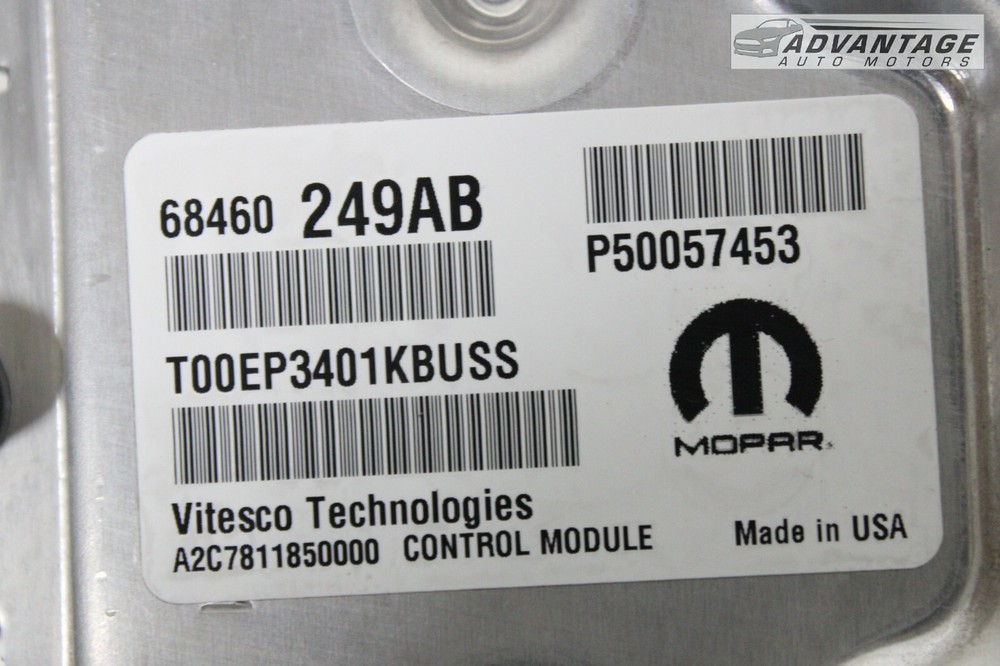 ADVANTAGE
AUTO MOTORS
68460 249AB
P50057453
T00EP3401KBUSS
MOPAR
Vitesco Technologies
A2C7811850000 CONTROL MODULE
Made in USA